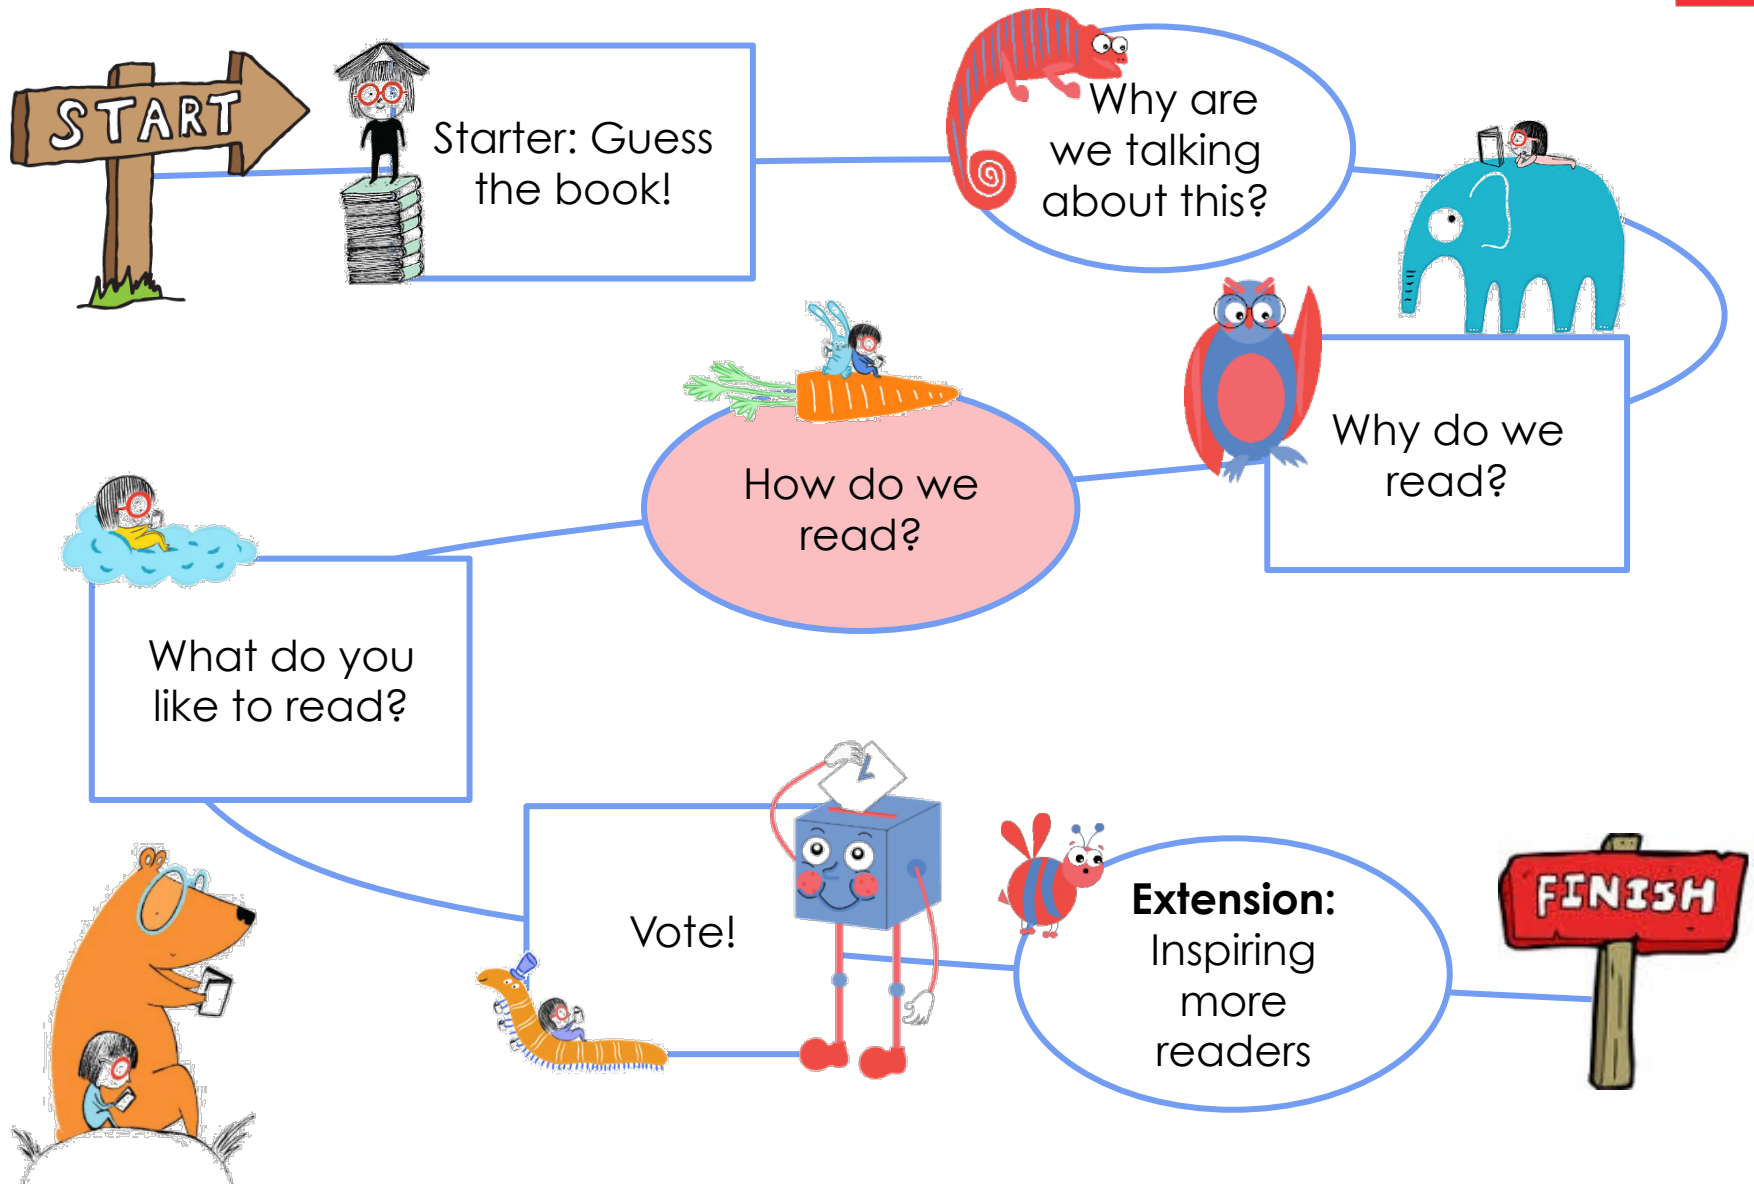 START
Starter: Guess
the book!
Why are
we talking
about this?
Why do we
read?
How do we
read?
What do you
like to read?
Vote!
Extension:
Inspiring
more
readers
FINISH